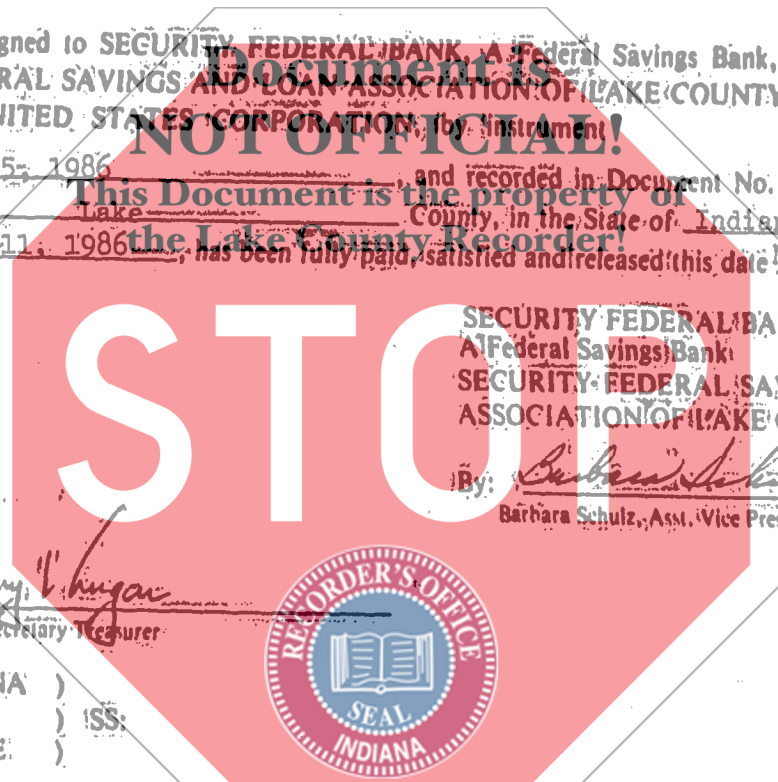 gned to SECURITY FEDERAL BANK, A Federal Savings Bank,
Document is
RAL SAVINGS AND LOAN ASSOCIATION OF LAKE COUNTY
NITED STATES CORPORATION, by Instrument
NOT OFFICIAL!
5, 1986, and recorded in Document No.
This Document is the property of
Lake County, in the State of Indian
the Lake County Recorder!
11, 1986, has been fully paid, satisfied and released this date
STOP
SECURITY FEDERAL BA
A Federal Savings Bank
SECURITY FEDERAL SA
ASSOCIATION OF LAKE
By: Barbara
Barbara Schulz, Asst. Vice Pres
ecretary Treasurer
NA )
) SS:
E )
RECORDER'S OFFICE
SEAL
INDIANA